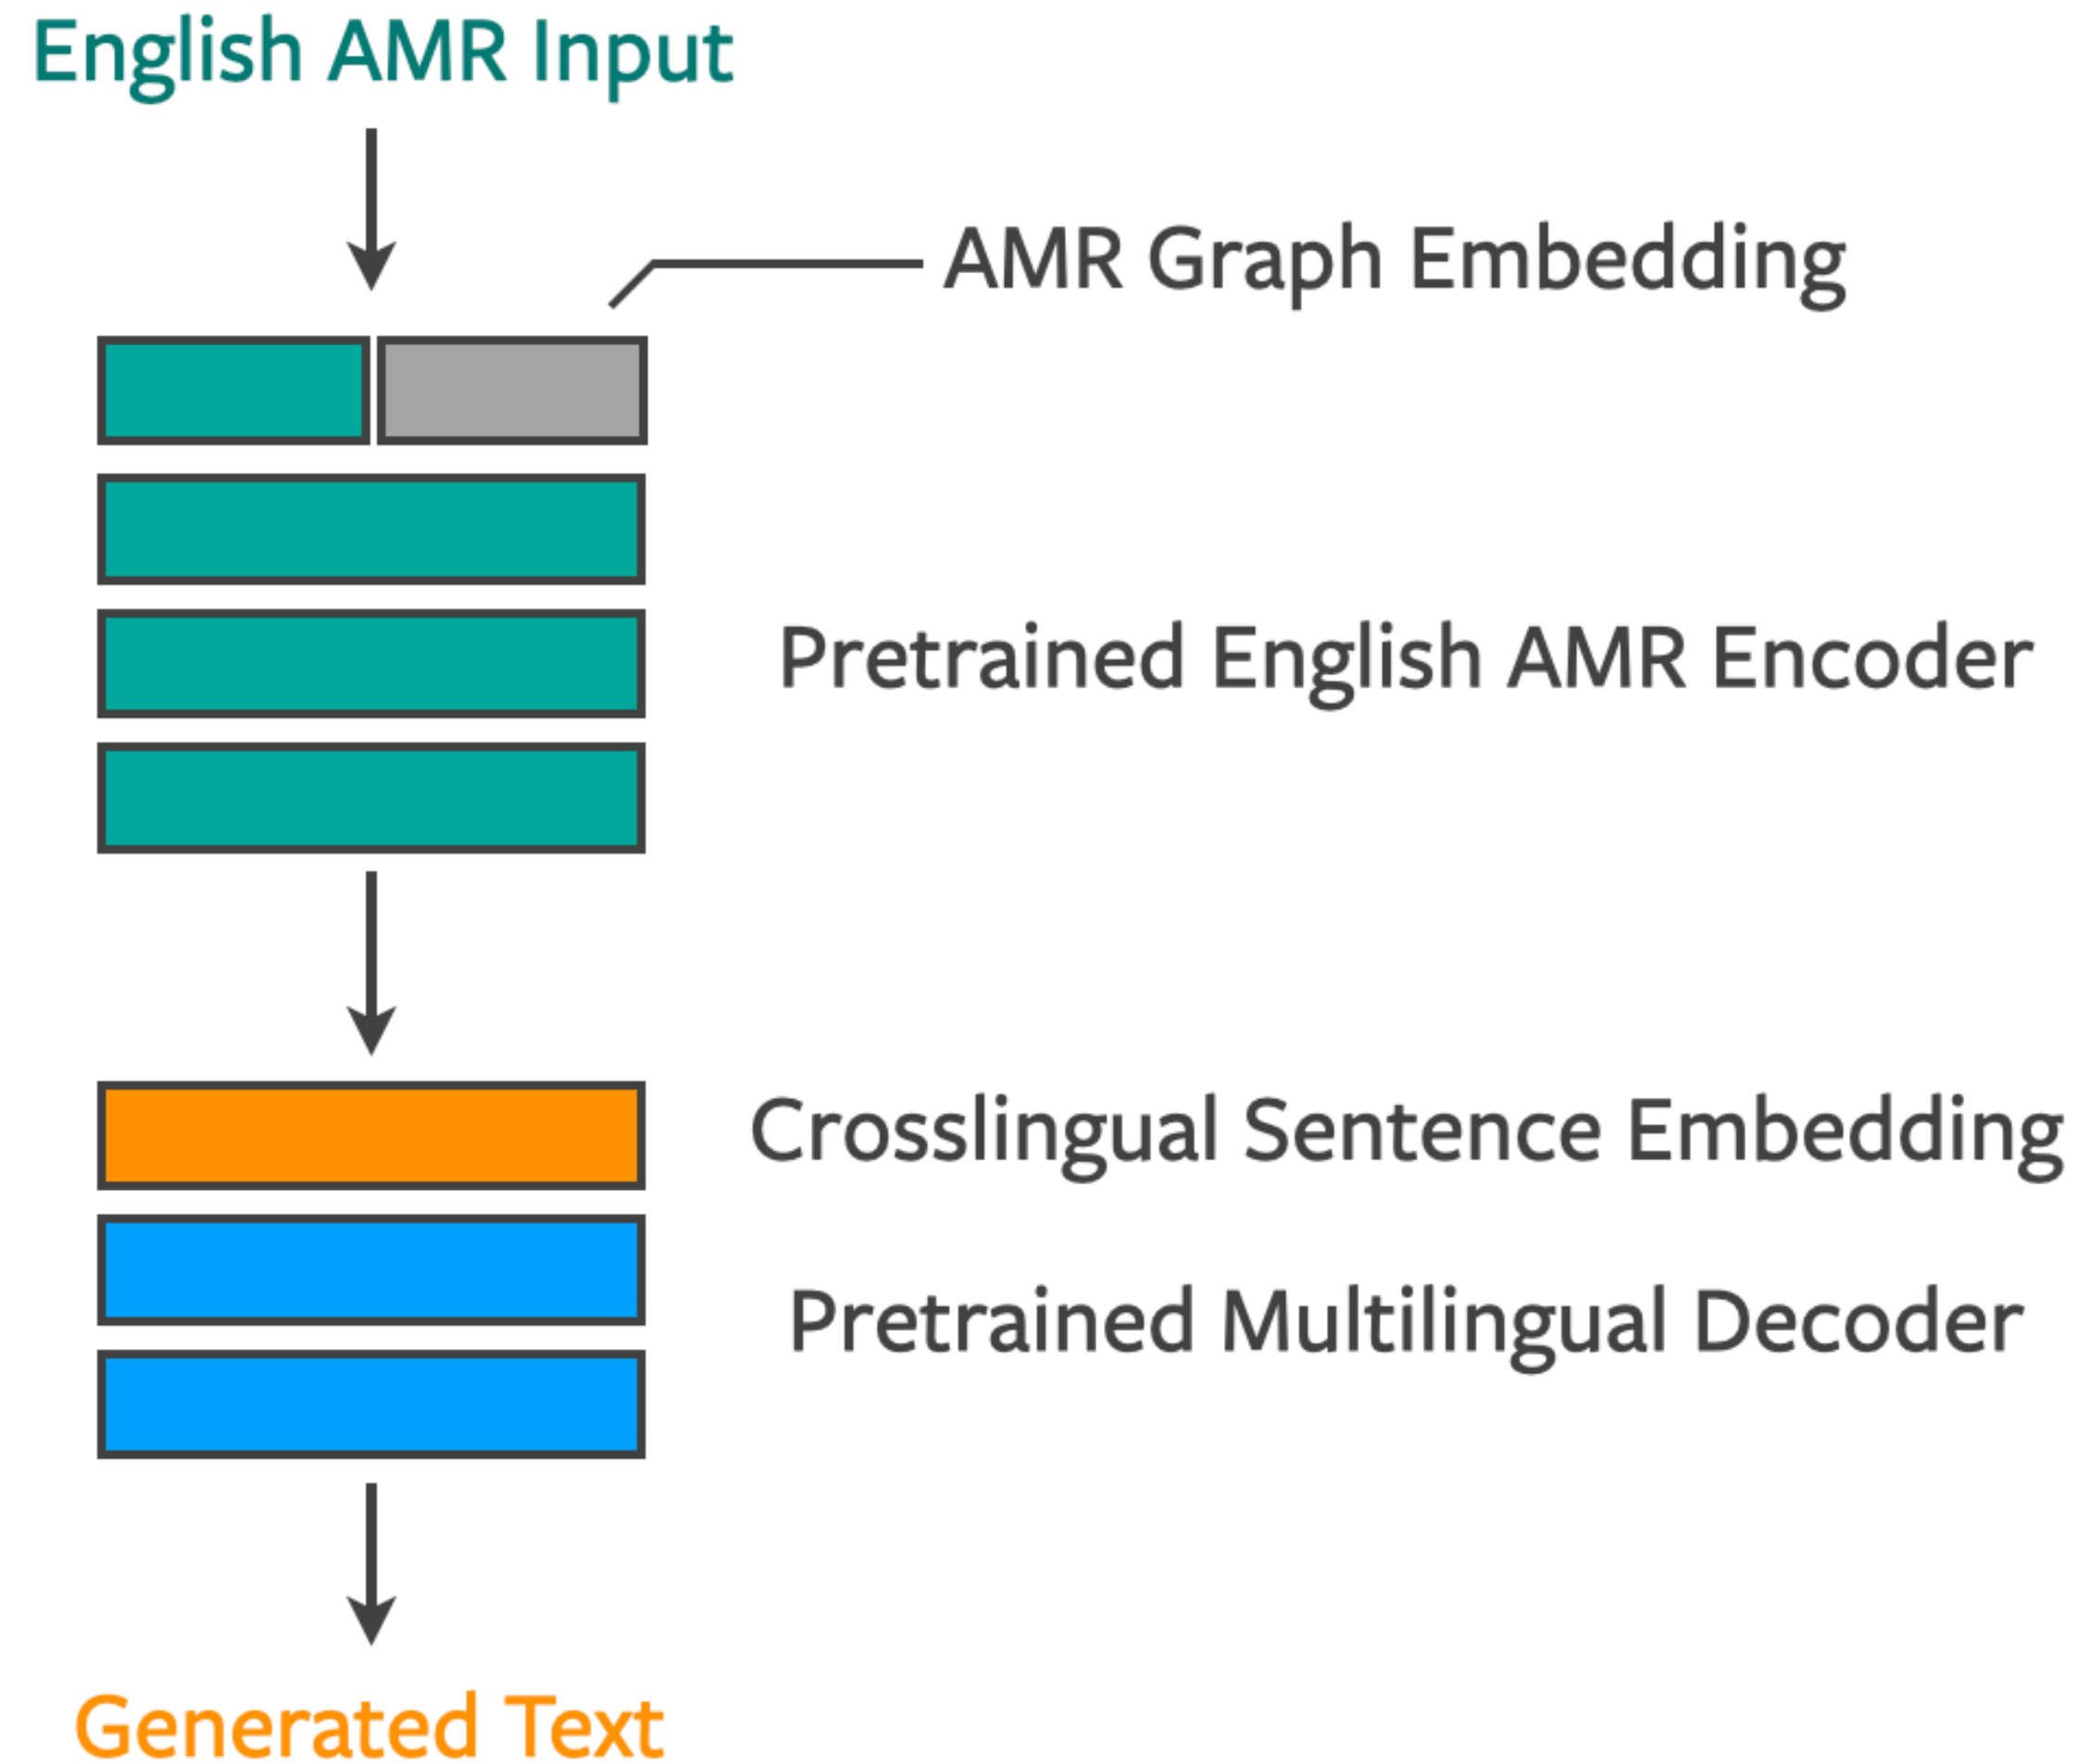 English AMR Input
AMR Graph Embedding
Pretrained English AMR Encoder
Crosslingual Sentence Embedding
Pretrained Multilingual Decoder
Generated Text